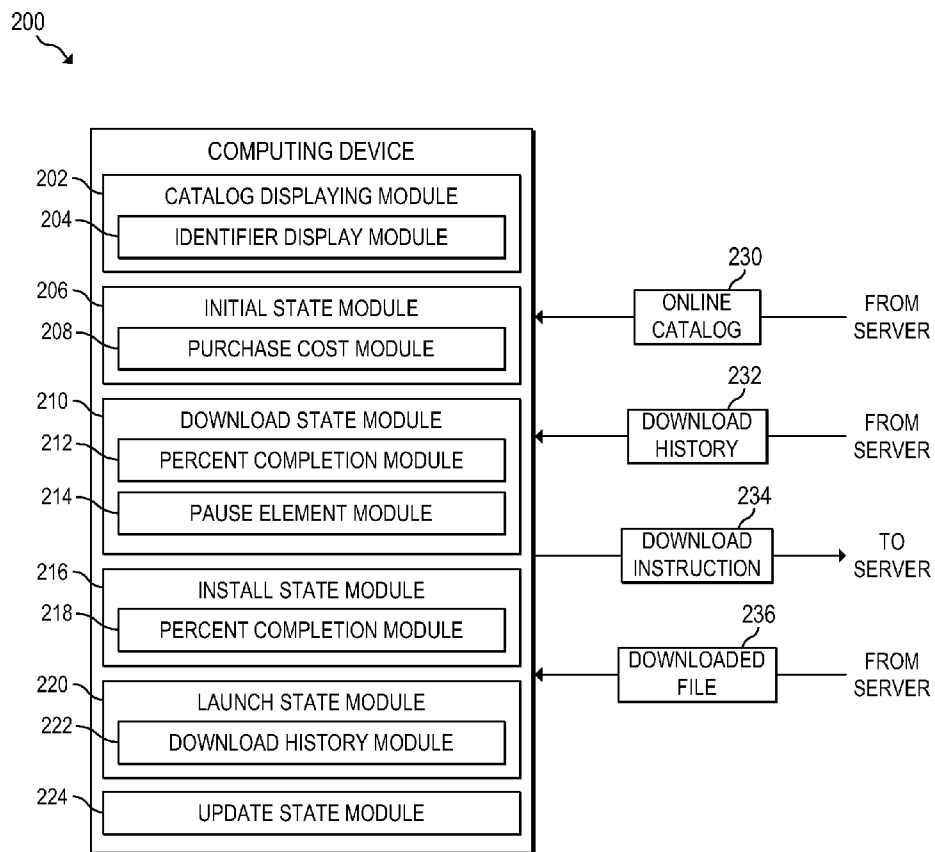 200
COMPUTING DEVICE
202
CATALOG DISPLAYING MODULE
204
IDENTIFIER DISPLAY MODULE
206
INITIAL STATE MODULE
208
PURCHASE COST MODULE
210
DOWNLOAD STATE MODULE
212
PERCENT COMPLETION MODULE
214
PAUSE ELEMENT MODULE
216
INSTALL STATE MODULE
218
PERCENT COMPLETION MODULE
220
LAUNCH STATE MODULE
222
DOWNLOAD HISTORY MODULE
224
UPDATE STATE MODULE
230
ONLINE
CATALOG
FROM
SERVER
232
DOWNLOAD
HISTORY
FROM
SERVER
234
DOWNLOAD
INSTRUCTION
TO
SERVER
236
DOWNLOADED
FILE
FROM
SERVER